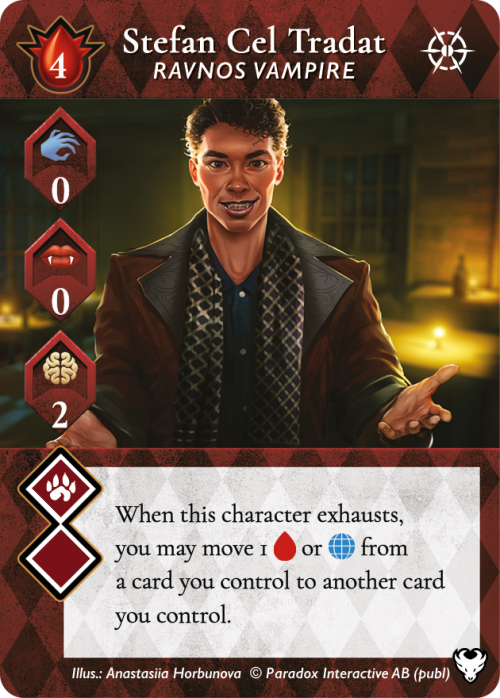 4
Stefan Cel Tradat
RAVNOS VAMPIRE
0
0
2
When this character exhausts,
you may move 1 or from
a card you control to another card
you control.
Illus.: Anastasiia Horbunova © Paradox Interactive AB (publ)